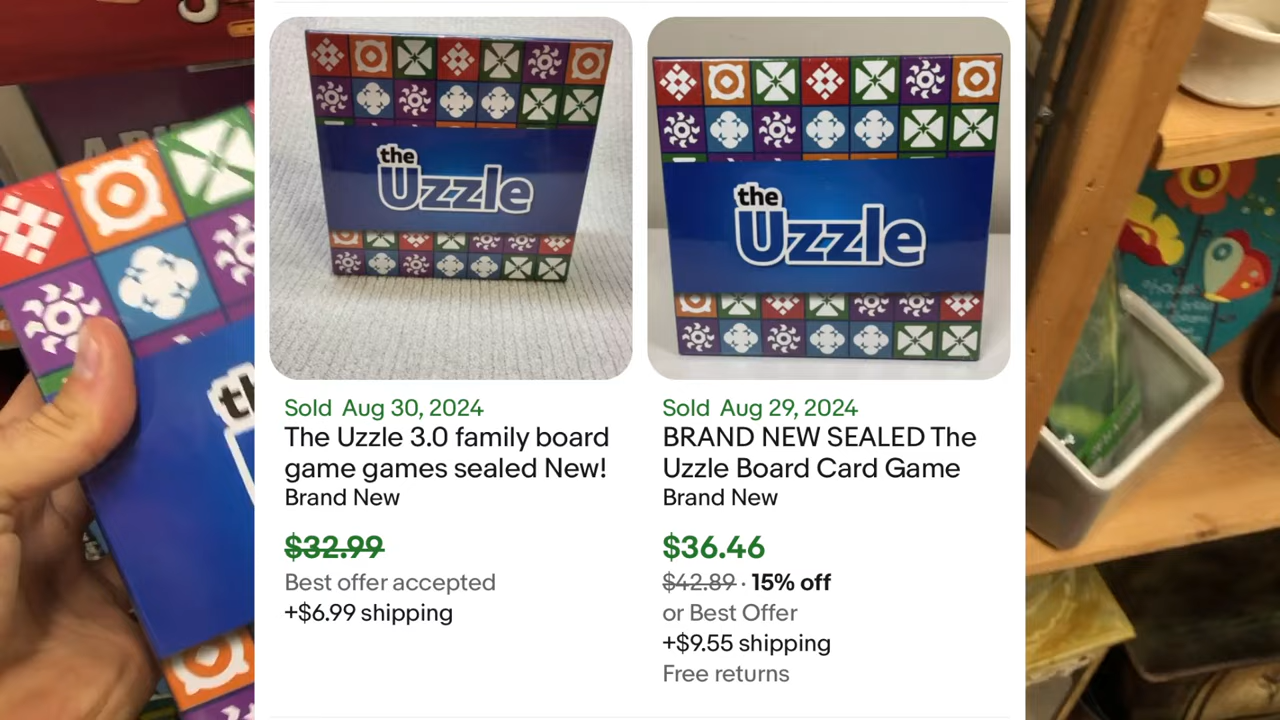 the
Uzzle
Sold Aug 30, 2024
The Uzzle 3.0 family board
game games sealed New!
Brand New
$32.99
Best offer accepted
+$6.99 shipping
the
Uzzle
Sold Aug 29, 2024
BRAND NEW SEALED The
Uzzle Board Card Game
Brand New
$36.46
$42.89 · 15% off
or Best Offer
+$9.55 shipping
Free returns